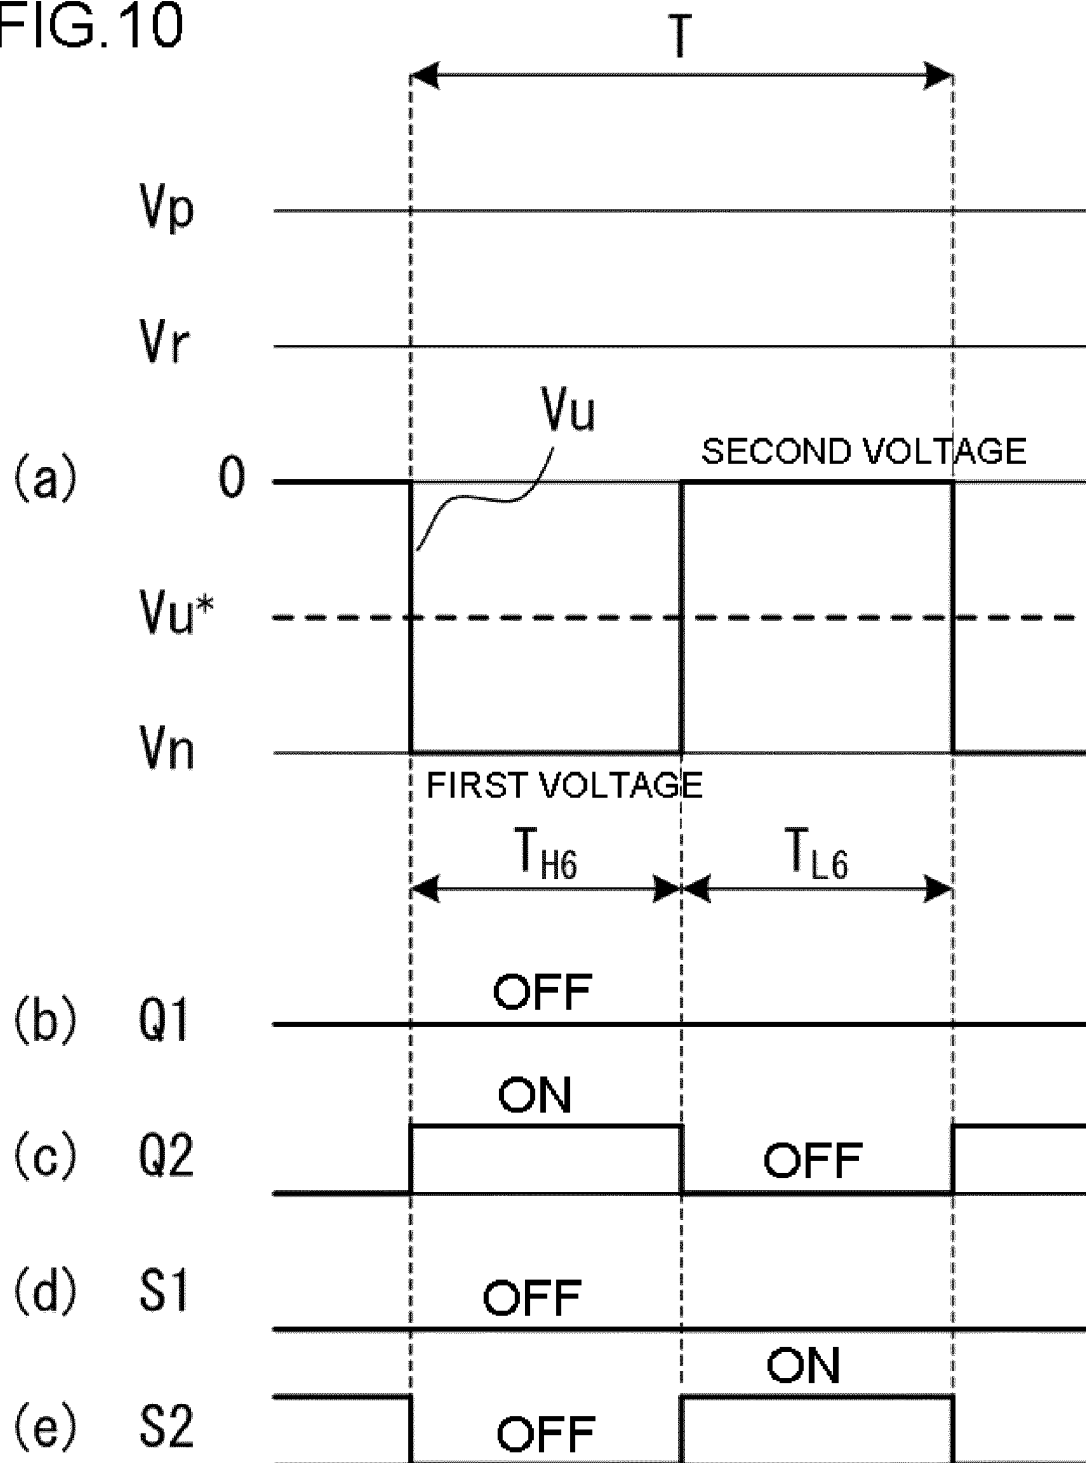 FIG.10
T
Vp
Vr
Vu
SECOND VOLTAGE
(a) 0
Vu*
Vn
FIRST VOLTAGE
TH6 TL6
OFF
(b) Q1
ON
(c) Q2 OFF
(d) S1 OFF
ON
(e) S2 OFF